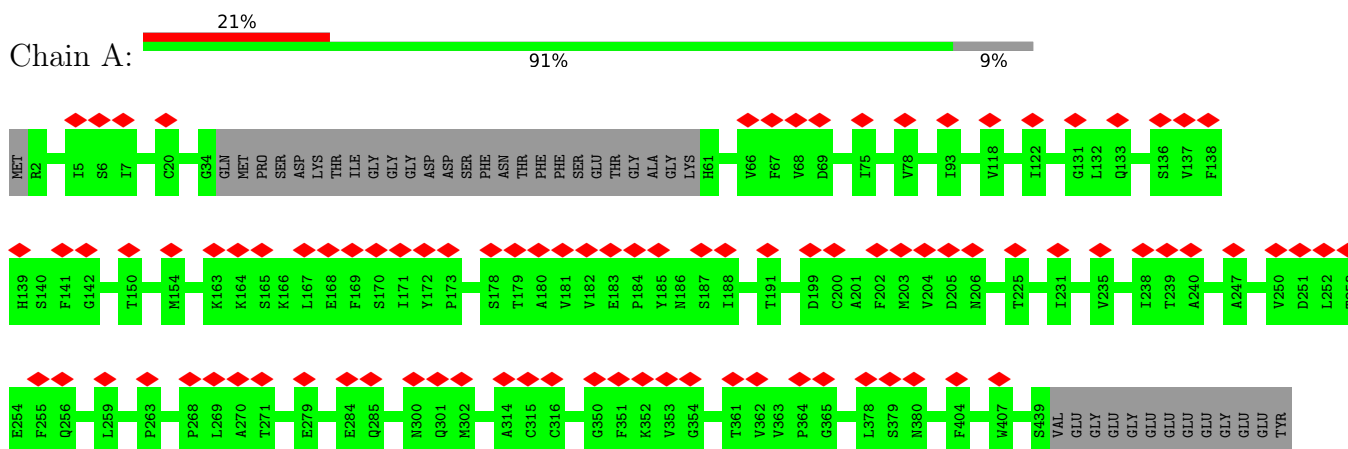 21%
Chain A:
91% 9%
MET R2 I5 S6 I7 C20 G34 GLN MET PRO SER ASP LYS THR ILE GLY GLY GLY ASP ASP SER PHE ASN THR PHE PHE SER GLU THR GLY ALA GLY LYS H61 V66 F67 V68 D69 I75 V78 I93 V118 I122 G131 L132 Q133 S136 V137 F138
H139 S140 F141 G142 T150 M154 K163 K164 S165 K166 L167 E168 F169 S170 I171 Y172 P173 S178 T179 A180 V181 V182 E183 P184 Y185 N186 S187 I188 T191 D199 C200 A201 F202 M203 V204 D205 N206 T225 I231 V235 I238 T239 A240 A247 V250 D251 L252
E254 F255 Q256 L259 P263 P268 L269 A270 T271 E279 E284 Q285 N300 Q301 M302 A314 C315 C316 G350 F351 K352 V353 G354 T361 V362 V363 P364 G365 L378 S379 N380 F404 W407 S439 VAL GLU GLY GLU GLY GLU GLU GLU GLU GLU GLY GLU GLU TYR